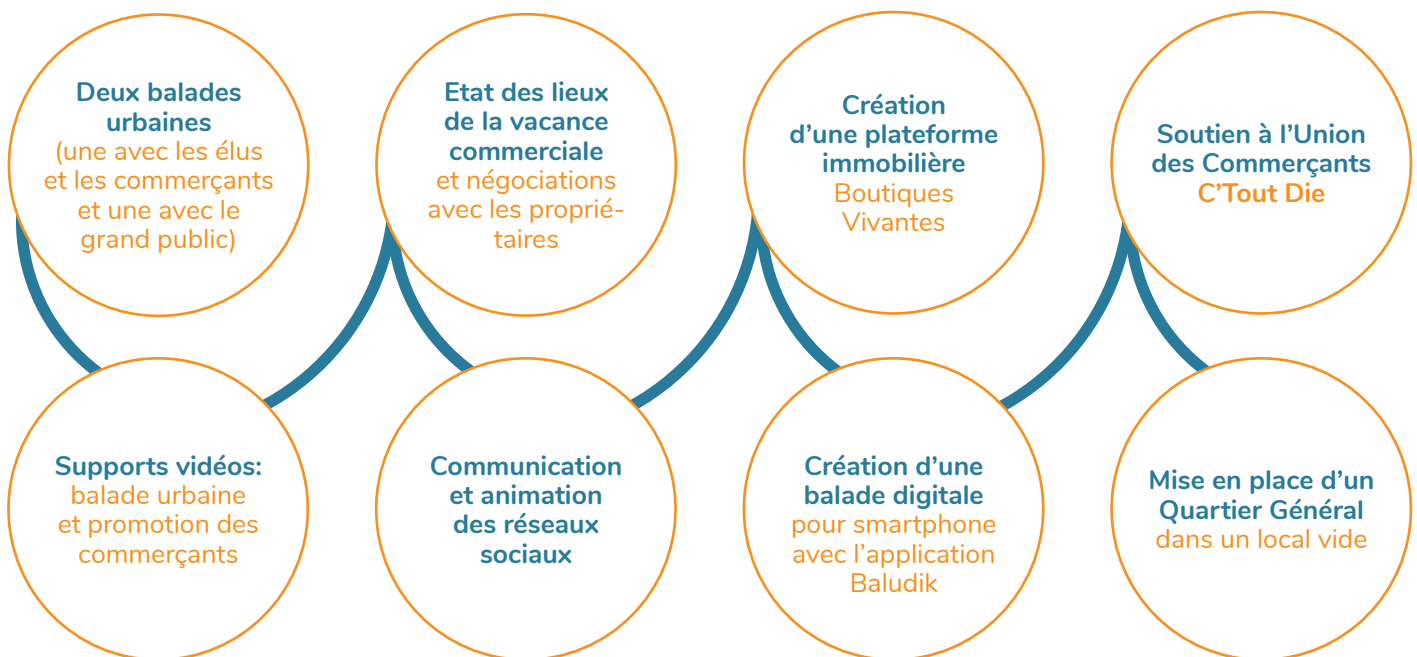 Deux balades
urbaines
(une avec les élus
et les commerçants
et une avec le
grand public)
Supports vidéos:
balade urbaine
et promotion des
commerçants
Etat des lieux
de la vacance
commerciale
et négociations
avec les proprié-
taires
Communication
et animation
des réseaux
sociaux
Création
d’une plateforme
immobilière
Boutiques
Vivantes
Création d’une
balade digitale
pour smartphone
avec l’application
Baludik
Soutien à l’Union
des Commerçants
C’Tout Die
Mise en place d’un
Quartier Général
dans un local vide